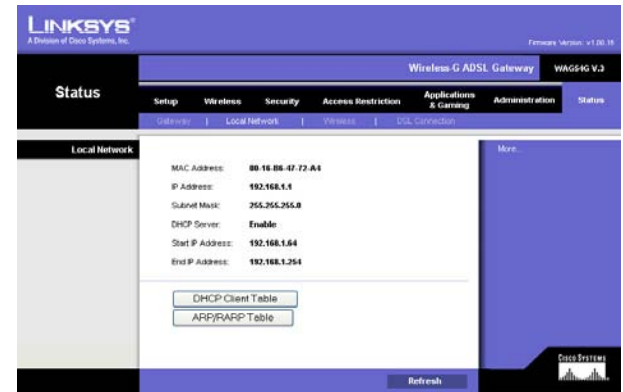 LINKSYS®
A Division of Cisco Systems, Inc.
Firmware Version: v1.00.16
Wireless-G ADSL Gateway WAG54G V.3
Status
Setup Wireless Security Access Restriction Applications & Gaming Administration Status
Gateway | Local Network | Wireless | DSL Connection
Local Network
More...
MAC Address: 00-16-B6-47-72-A4
IP Address: 192.168.1.1
Subnet Mask: 255.255.255.0
DHCP Server: Enable
Start IP Address: 192.168.1.64
End IP Address: 192.168.1.254
DHCP Client Table
ARP/RARP Table
Refresh
CISCO SYSTEMS